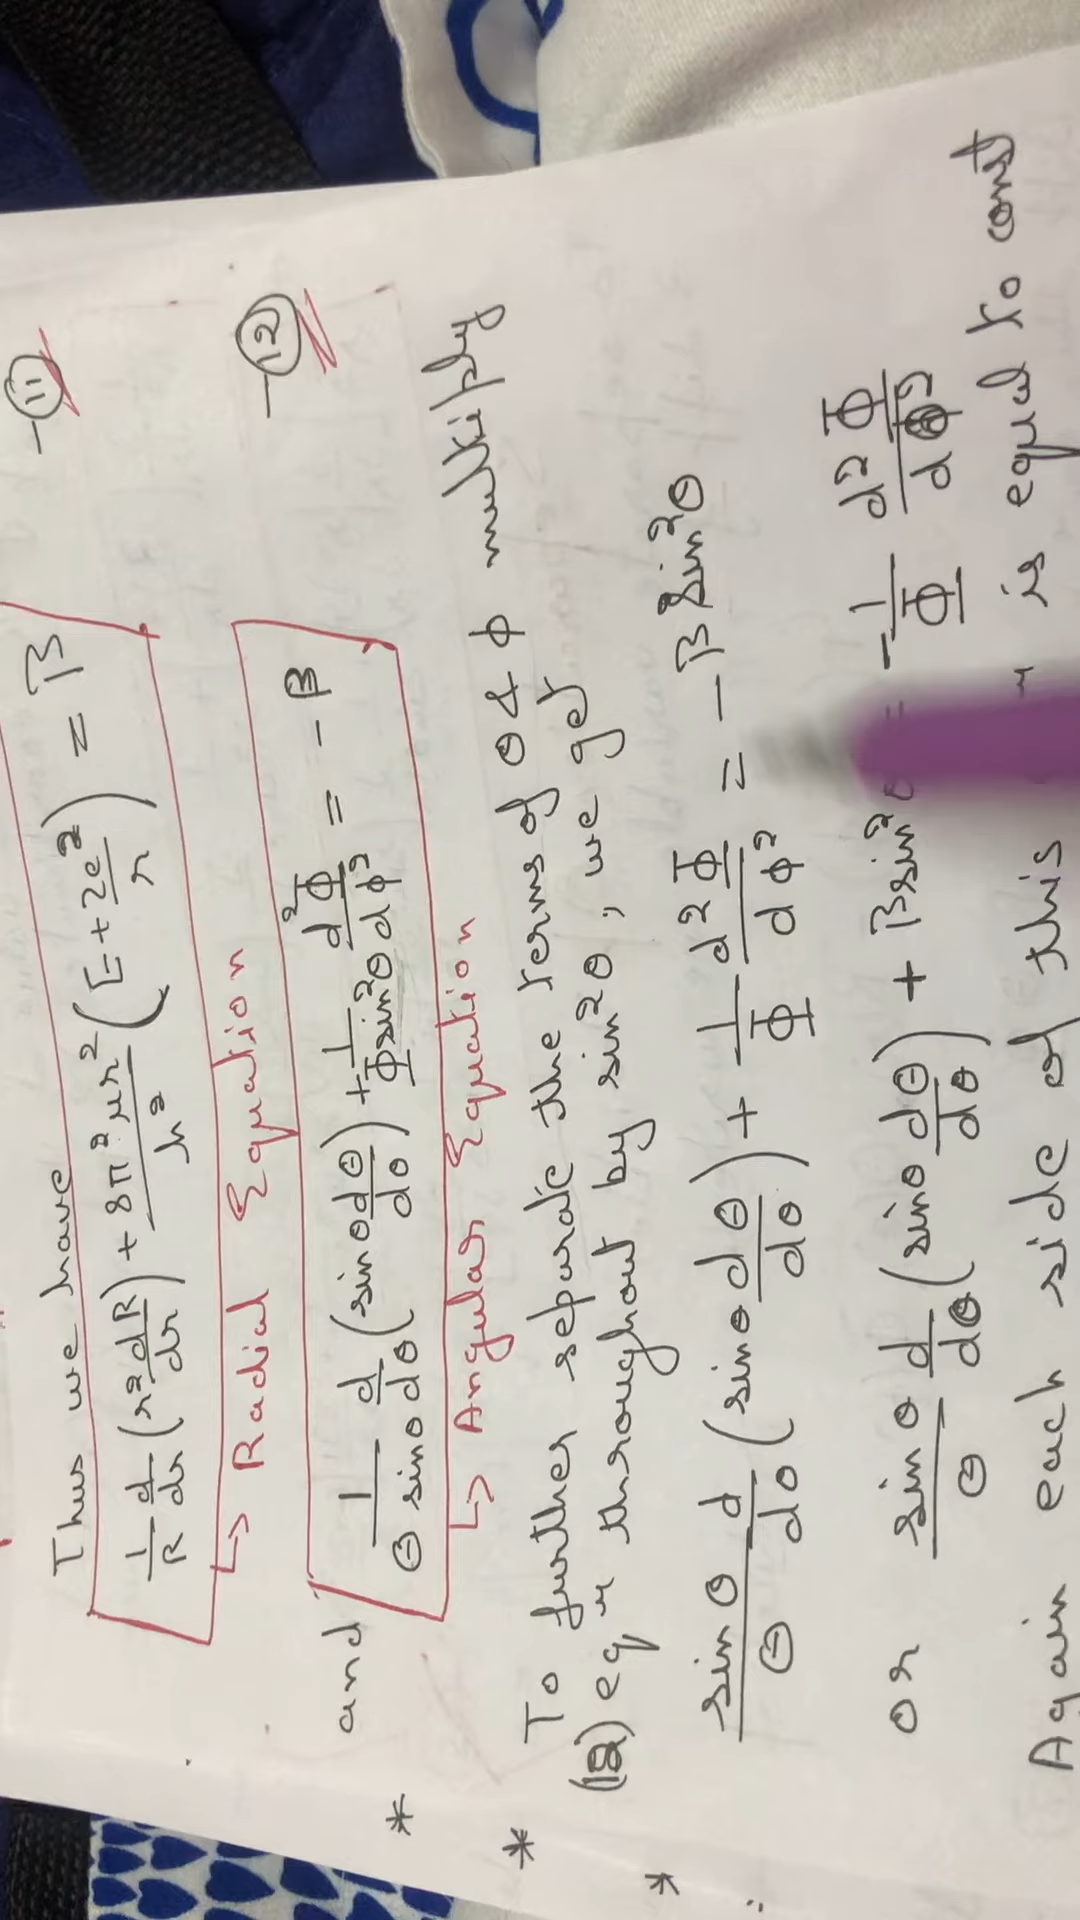 Thus we have
1/R d/dr (r² dR/dr) + 8π²μr²/h² (E + Ze²/r) = β -(11)
↳ Radial Equation
and 1/(Θ sinθ) d/dθ (sinθ dΘ/dθ) + 1/(Φ sin²θ) d²Φ/dϕ² = -β -(12)
* ↳ Angular Equation
* To further separate the terms of θ & ϕ multiply
(12) eqn throughout by sin²θ, we get
* sinθ/Θ d/dθ (sinθ dΘ/dθ) + 1/Φ d²Φ/dϕ² = -β sin²θ
or sinθ/Θ d/dθ (sinθ dΘ/dθ) + β sin² = -1/Φ d²Φ/dϕ²
Again each side of this is equal to const